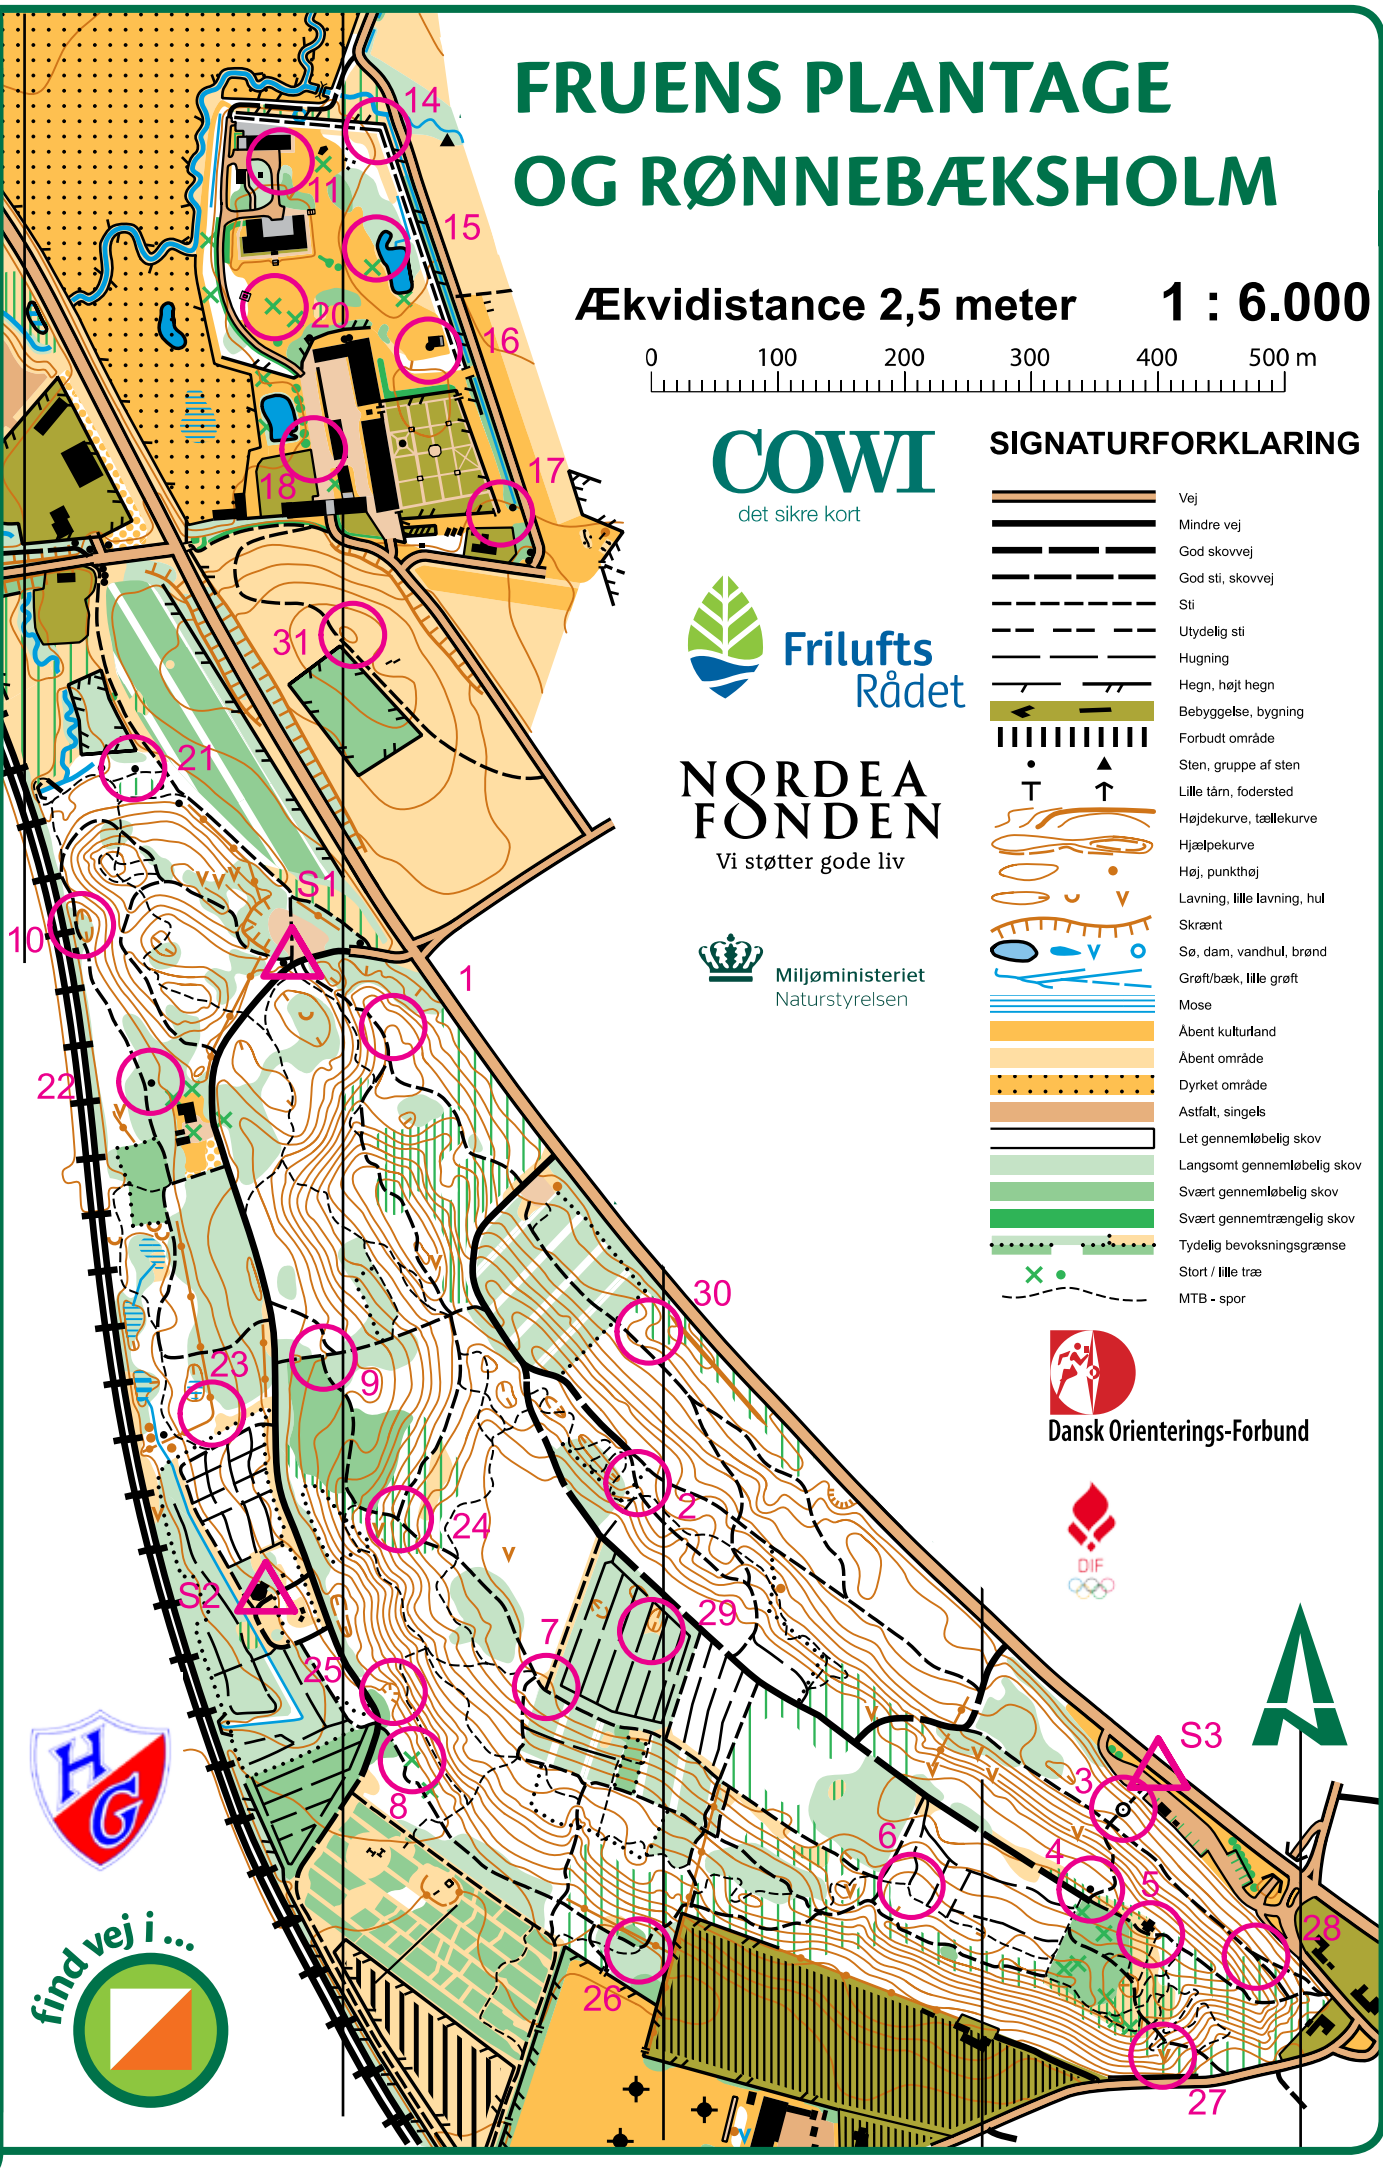 FRUENS PLANTAGE
OG RØNNEBÆKSHOLM
Ækvidistance 2,5 meter 1 : 6.000
0 100 200 300 400 500 m
COWI
det sikre kort
Frilufts
Rådet
NORDEA
FONDEN
Vi støtter gode liv
Miljøministeriet
Naturstyrelsen
SIGNATURFORKLARING
Vej
Mindre vej
God skovvej
God sti, skovvej
Sti
Utydelig sti
Hugning
Hegn, højt hegn
Bebyggelse, bygning
Forbudt område
Sten, gruppe af sten
Lille tårn, fodersted
Højdekurve, tællekurve
Hjælpekurve
Høj, punkthøj
Lavning, lille lavning, hul
Skrænt
Sø, dam, vandhul, brønd
Grøft/bæk, lille grøft
Mose
Åbent kulturland
Åbent område
Dyrket område
Astfalt, singels
Let gennemløbelig skov
Langsomt gennemløbelig skov
Svært gennemløbelig skov
Svært gennemtrængelig skov
Tydelig bevoksningsgrænse
Stort / lille træ
MTB - spor
Dansk Orienterings-Forbund
DIF
14
11
15
20
16
18
17
31
21
S1
10
1
22
30
23
9
2
24
S2
29
7
25
S3
3
8
6
4
5
28
26
27
HG
find vej i ...
N